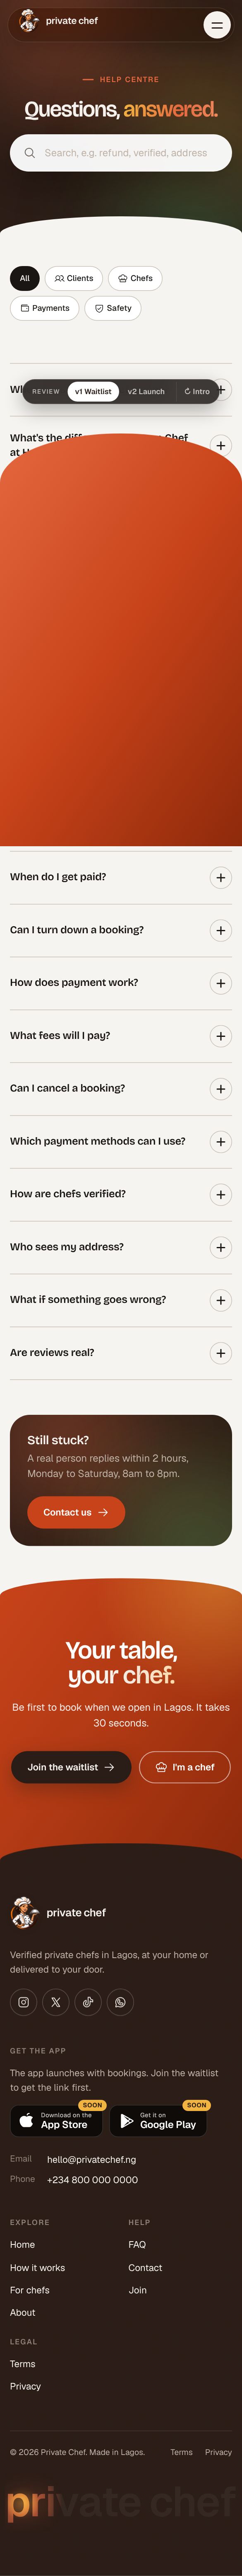 private chef
HELP CENTRE
Questions, answered.
Search, e.g. refund, verified, address
All
Clients
Chefs
Payments
Safety
REVIEW
v1 Waitlist
v2 Launch
Intro
What's the
Chef
at
When do I get paid?
Can I turn down a booking?
How does payment work?
What fees will I pay?
Can I cancel a booking?
Which payment methods can I use?
How are chefs verified?
Who sees my address?
What if something goes wrong?
Are reviews real?
Still stuck?
A real person replies within 2 hours,
Monday to Saturday, 8am to 8pm.
Contact us
Your table,
your chef.
Be first to book when we open in Lagos. It takes
30 seconds.
Join the waitlist
I'm a chef
private chef
Verified private chefs in Lagos, at your home or
delivered to your door.
GET THE APP
The app launches with bookings. Join the waitlist
to get the link first.
SOON
Download on the
App Store
SOON
Get it on
Google Play
Email hello@privatechef.ng
Phone +234 800 000 0000
EXPLORE
Home
How it works
For chefs
About
HELP
FAQ
Contact
Join
LEGAL
Terms
Privacy
© 2026 Private Chef. Made in Lagos.
Terms
Privacy
private chef